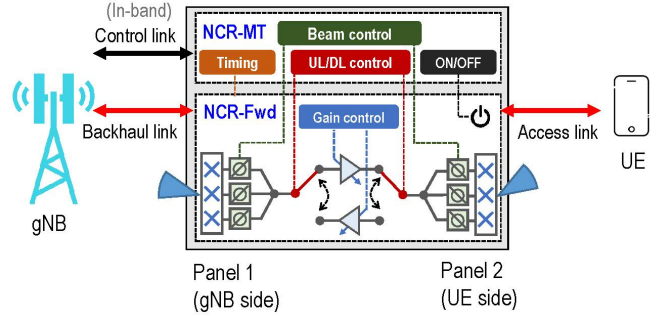 (In-band)
Control link
NCR-MT
Beam control
Timing
UL/DL control
ON/OFF
Backhaul link
NCR-Fwd
Gain control
Access link
gNB
UE
Panel 1
(gNB side)
Panel 2
(UE side)